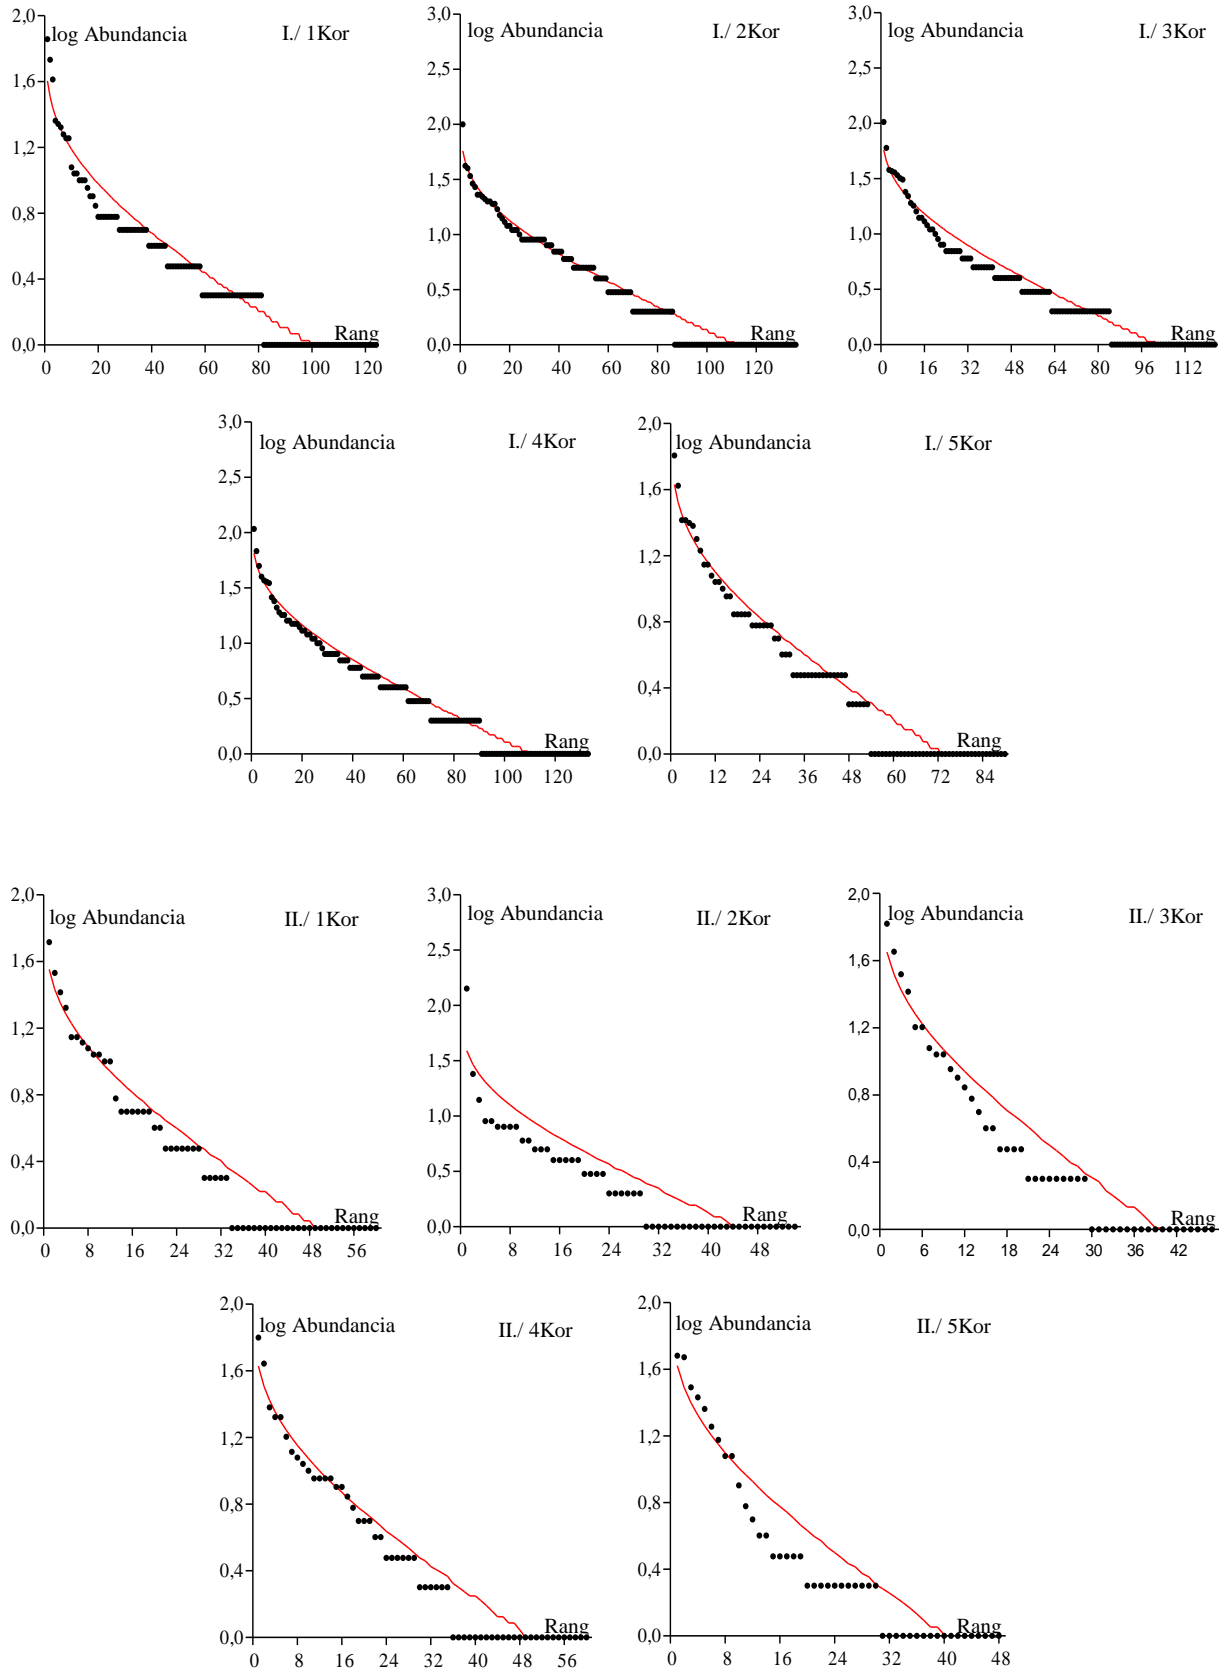 log Abundancia
I./ 1Kor
2,0
1,6
1,2
0,8
0,4
0,0
Rang
0 20 40 60 80 100 120
log Abundancia
I./ 2Kor
3,0
2,5
2,0
1,5
1,0
0,5
0,0
Rang
0 20 40 60 80 100 120
log Abundancia
I./ 3Kor
3,0
2,5
2,0
1,5
1,0
0,5
0,0
Rang
0 16 32 48 64 80 96 112
log Abundancia
I./ 4Kor
3,0
2,5
2,0
1,5
1,0
0,5
0,0
Rang
0 20 40 60 80 100 120
log Abundancia
I./ 5Kor
2,0
1,6
1,2
0,8
0,4
0,0
Rang
0 12 24 36 48 60 72 84
log Abundancia
II./ 1Kor
2,0
1,6
1,2
0,8
0,4
0,0
Rang
0 8 16 24 32 40 48 56
log Abundancia
II./ 2Kor
3,0
2,5
2,0
1,5
1,0
0,5
0,0
Rang
0 8 16 24 32 40 48
log Abundancia
II./ 3Kor
2,0
1,6
1,2
0,8
0,4
0,0
Rang
0 6 12 18 24 30 36 42
log Abundancia
II./ 4Kor
2,0
1,6
1,2
0,8
0,4
0,0
Rang
0 8 16 24 32 40 48 56
log Abundancia
II./ 5Kor
2,0
1,6
1,2
0,8
0,4
0,0
Rang
0 8 16 24 32 40 48